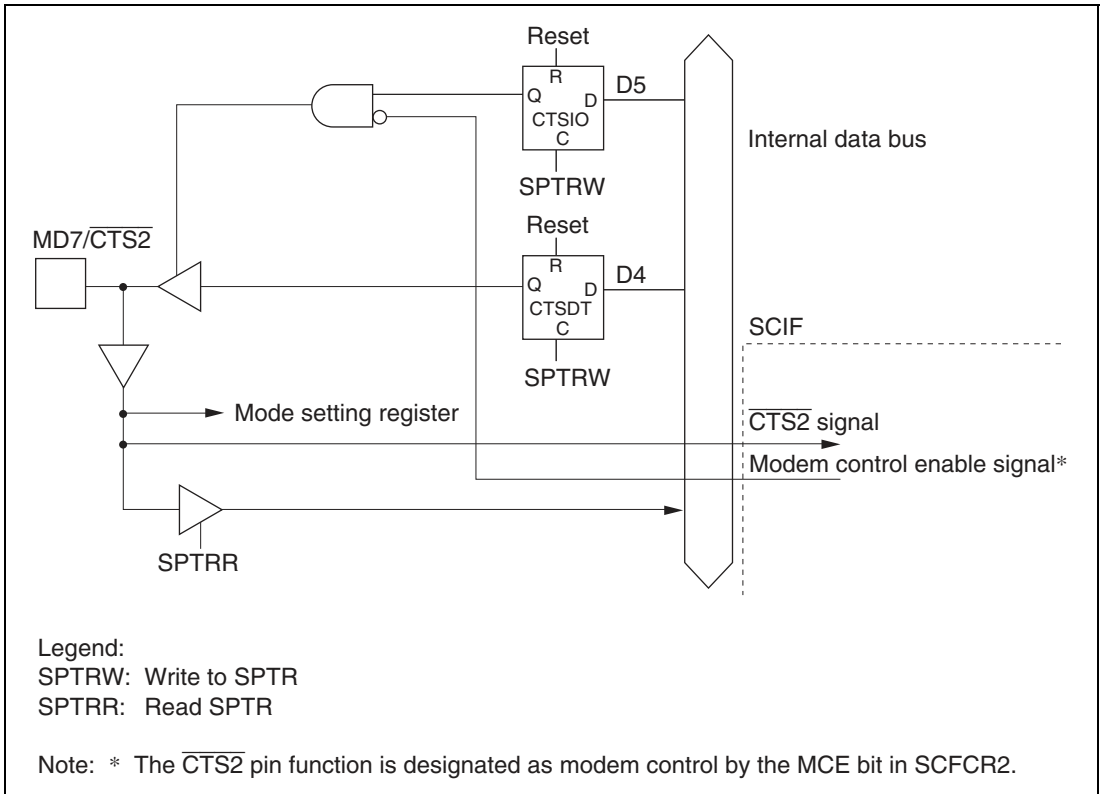 Reset
R
Q
D
D5
CTSIO
C
SPTRW
Internal data bus
Reset
MD7/CTS2
R
Q
D
D4
CTSDT
C
SPTRW
SCIF
Mode setting register
CTS2 signal
Modem control enable signal*
SPTRR
Legend:
SPTRW: Write to SPTR
SPTRR: Read SPTR
Note: * The CTS2 pin function is designated as modem control by the MCE bit in SCFCR2.